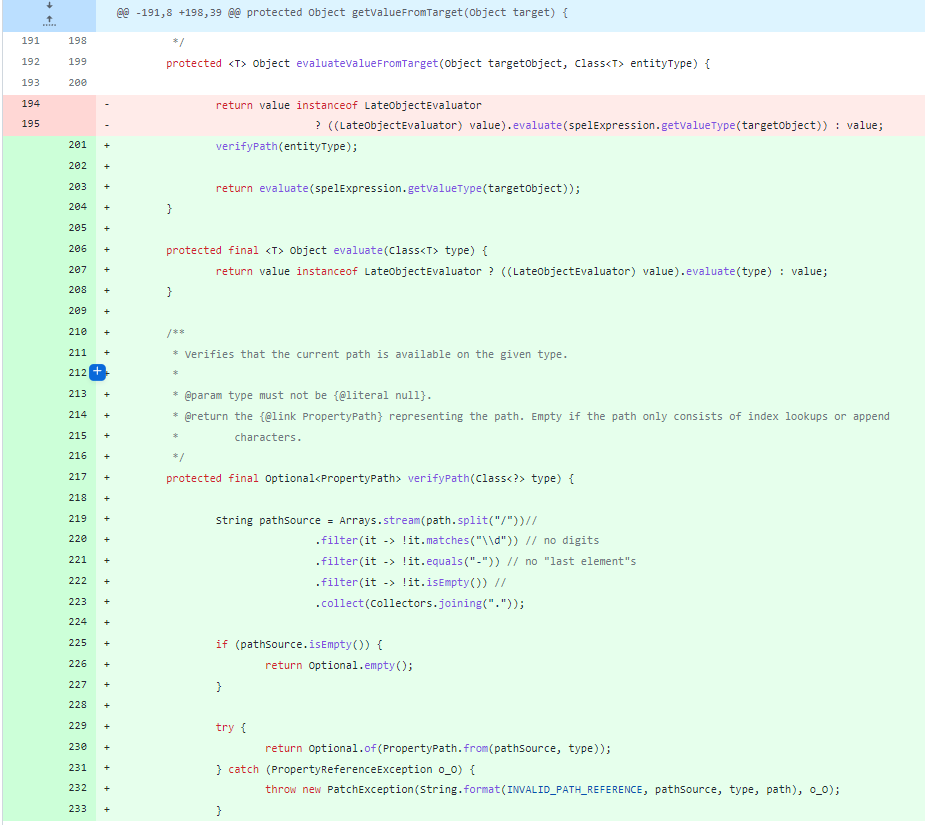 @@ -191,8 +198,39 @@ protected Object getValueFromTarget(Object target) {
191 198 */
192 199 protected <T> Object evaluateValueFromTarget(Object targetObject, Class<T> entityType) {
193 200
194 - return value instanceof LateObjectEvaluator
195 - ? ((LateObjectEvaluator) value).evaluate(spelExpression.getValueType(targetObject)) : value;
201 + verifyPath(entityType);
202 +
203 + return evaluate(spelExpression.getValueType(targetObject));
204 + }
205 +
206 + protected final <T> Object evaluate(Class<T> type) {
207 + return value instanceof LateObjectEvaluator ? ((LateObjectEvaluator) value).evaluate(type) : value;
208 + }
209 +
210 + /**
211 + * Verifies that the current path is available on the given type.
212 + *
213 + * @param type must not be {@literal null}.
214 + * @return the {@link PropertyPath} representing the path. Empty if the path only consists of index lookups or append
215 + * characters.
216 + */
217 + protected final Optional<PropertyPath> verifyPath(Class<?> type) {
218 +
219 + String pathSource = Arrays.stream(path.split("/"))//
220 + .filter(it -> !it.matches("\\d")) // no digits
221 + .filter(it -> !it.equals("-")) // no "last element"s
222 + .filter(it -> !it.isEmpty()) //
223 + .collect(Collectors.joining("."));
224 +
225 + if (pathSource.isEmpty()) {
226 + return Optional.empty();
227 + }
228 +
229 + try {
230 + return Optional.of(PropertyPath.from(pathSource, type));
231 + } catch (PropertyReferenceException o_O) {
232 + throw new PatchException(String.format(INVALID_PATH_REFERENCE, pathSource, type, path), o_O);
233 + }